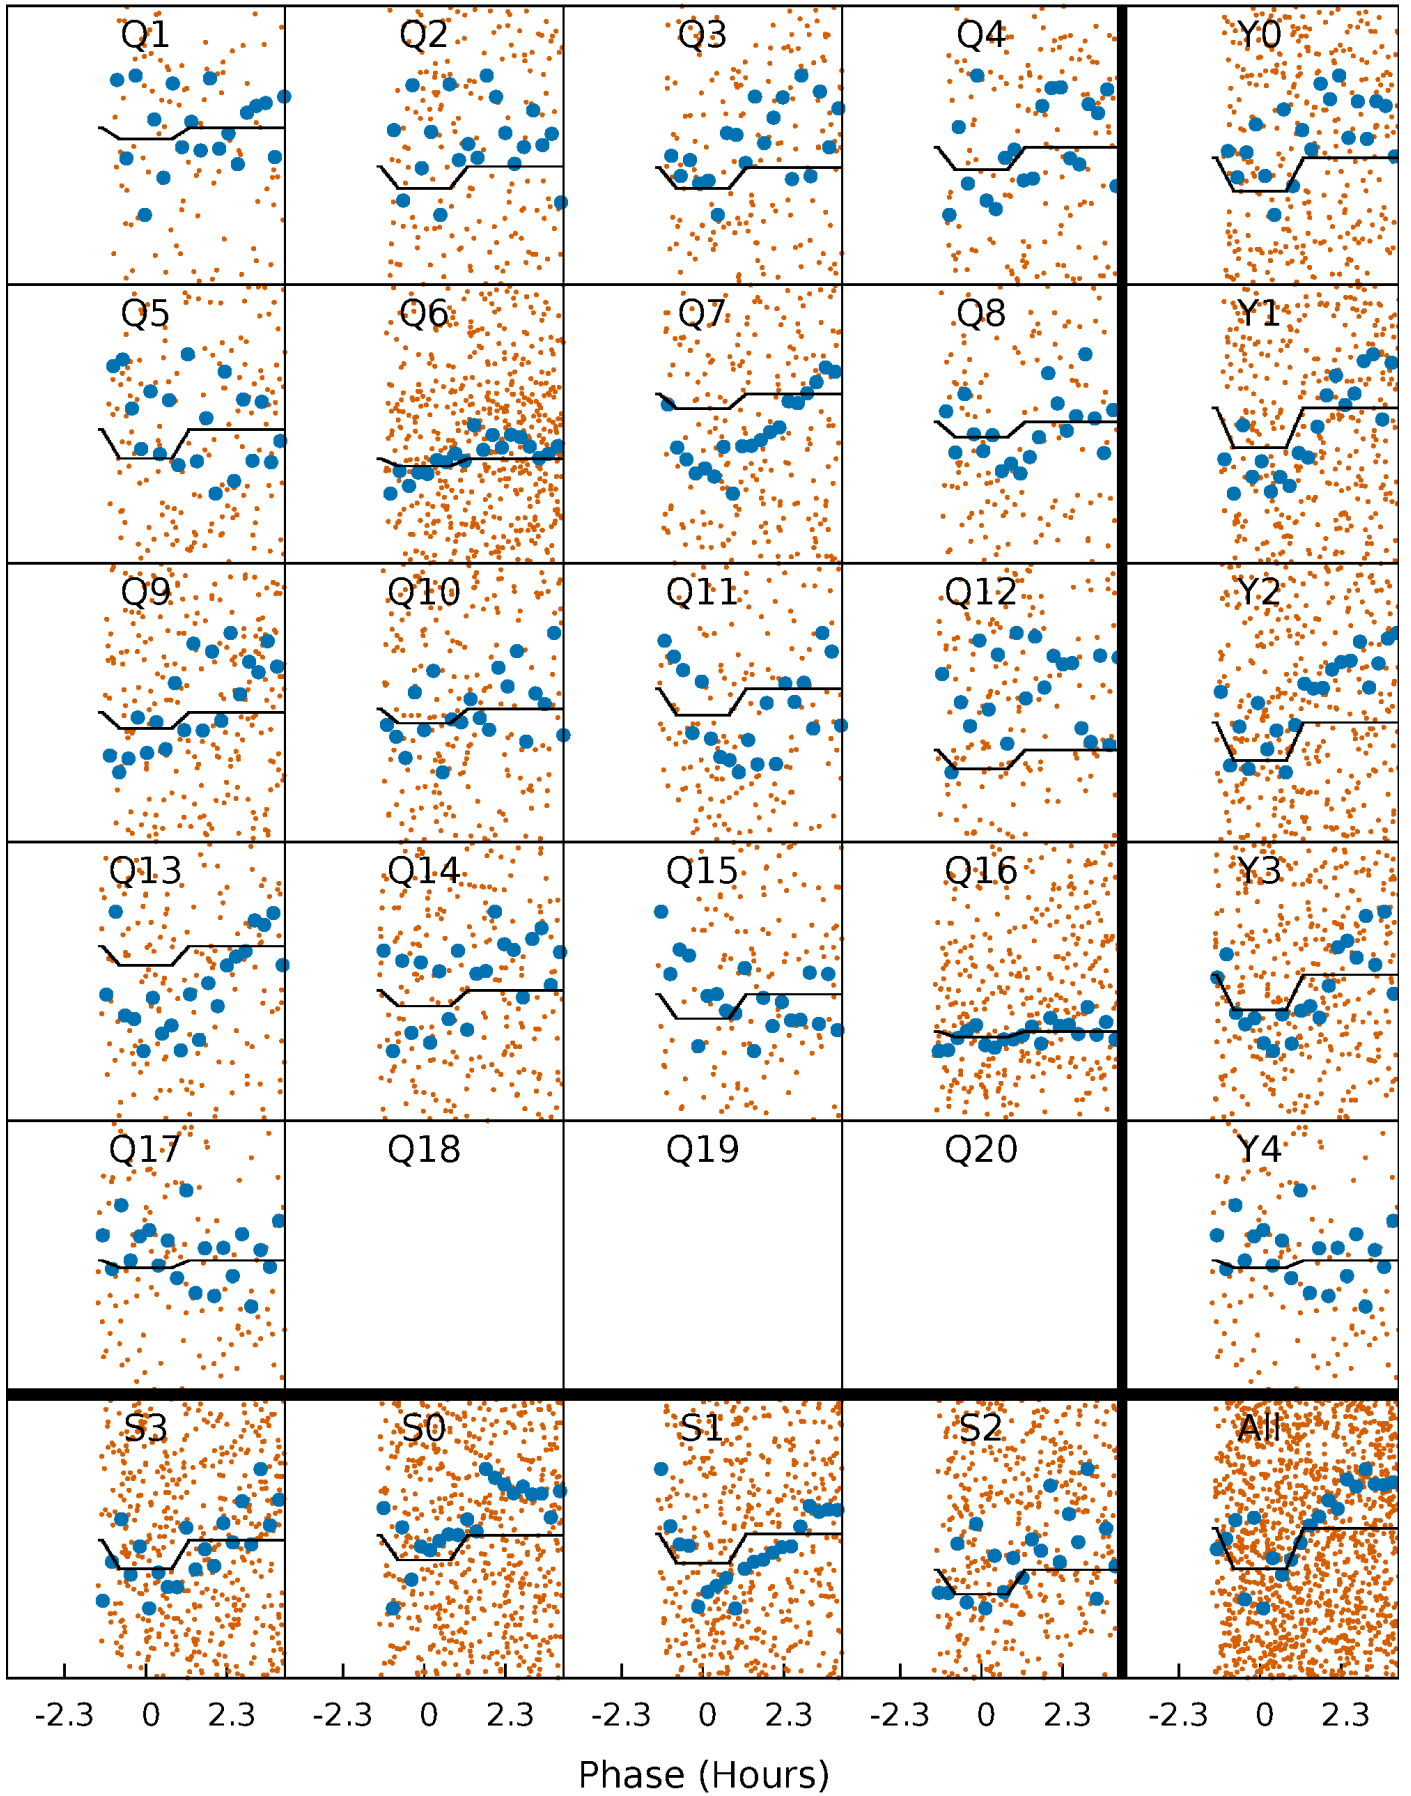 Q1 Q2 Q3 Q4 Y0
Q5 Q6 Q7 Q8 Y1
Q9 Q10 Q11 Q12 Y2
Q13 Q14 Q15 Q16 Y3
Q17 Q18 Q19 Q20 Y4
S3 S0 S1 S2 All
-2.3 0 2.3 -2.3 0 2.3 -2.3 0 2.3 -2.3 0 2.3 -2.3 0 2.3
Phase (Hours)